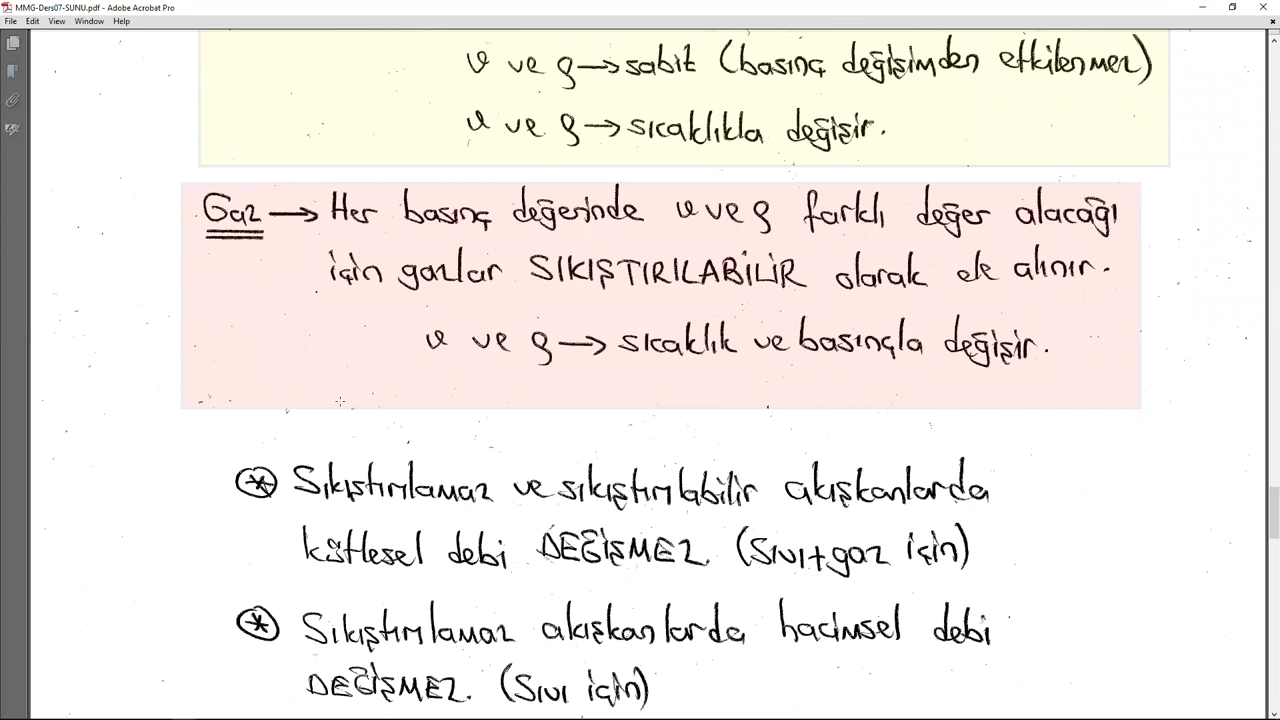 MMG-Ders07-SUNU.pdf - Adobe Acrobat Pro
File Edit View Window Help
v ve ρ → sabit (basınç değişimden etkilenmez)
v ve ρ → sıcaklıkla değişir.
Gaz → Her basınç değerinde v ve ρ farklı değer alacağı
için gazlar SIKIŞTIRILABİLİR olarak ele alınır.
v ve ρ → sıcaklık ve basınçla değişir.
* Sıkıştırılamaz ve sıkıştırılabilir akışkanlarda
kütlesel debi DEĞİŞMEZ. (Sıvı+gaz için)
* Sıkıştırılamaz akışkanlarda hacimsel debi
DEĞİŞMEZ. (Sıvı için)